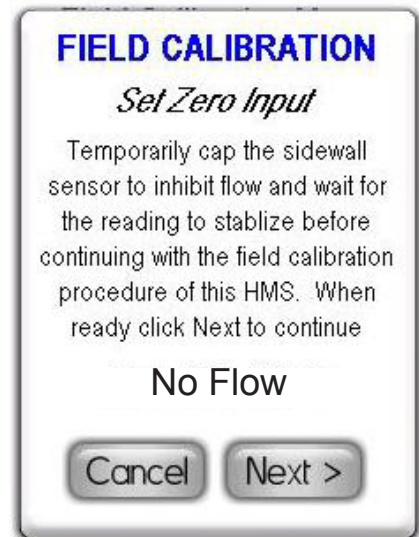 FIELD CALIBRATION
Set Zero Input
Temporarily cap the sidewall
sensor to inhibit flow and wait for
the reading to stablize before
continuing with the field calibration
procedure of this HMS. When
ready click Next to continue
No Flow
Cancel Next >